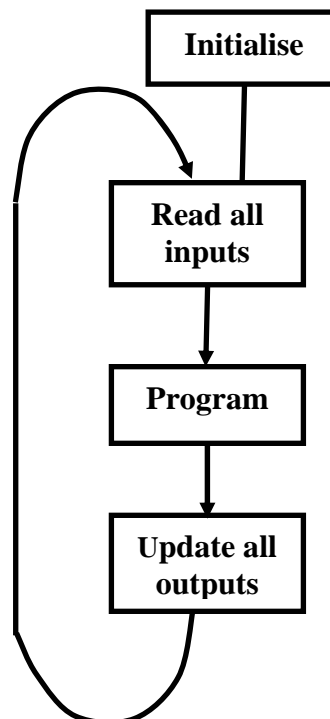 Initialise
Read all
inputs
Program
Update all
outputs